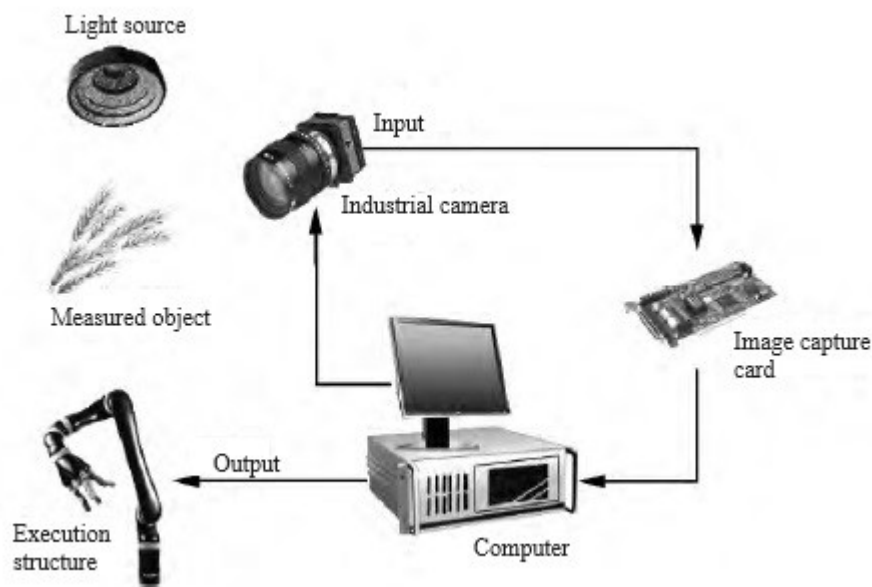 Light source
Input
Industrial camera
Measured object
Image capture
card
Output
Execution
structure
Computer